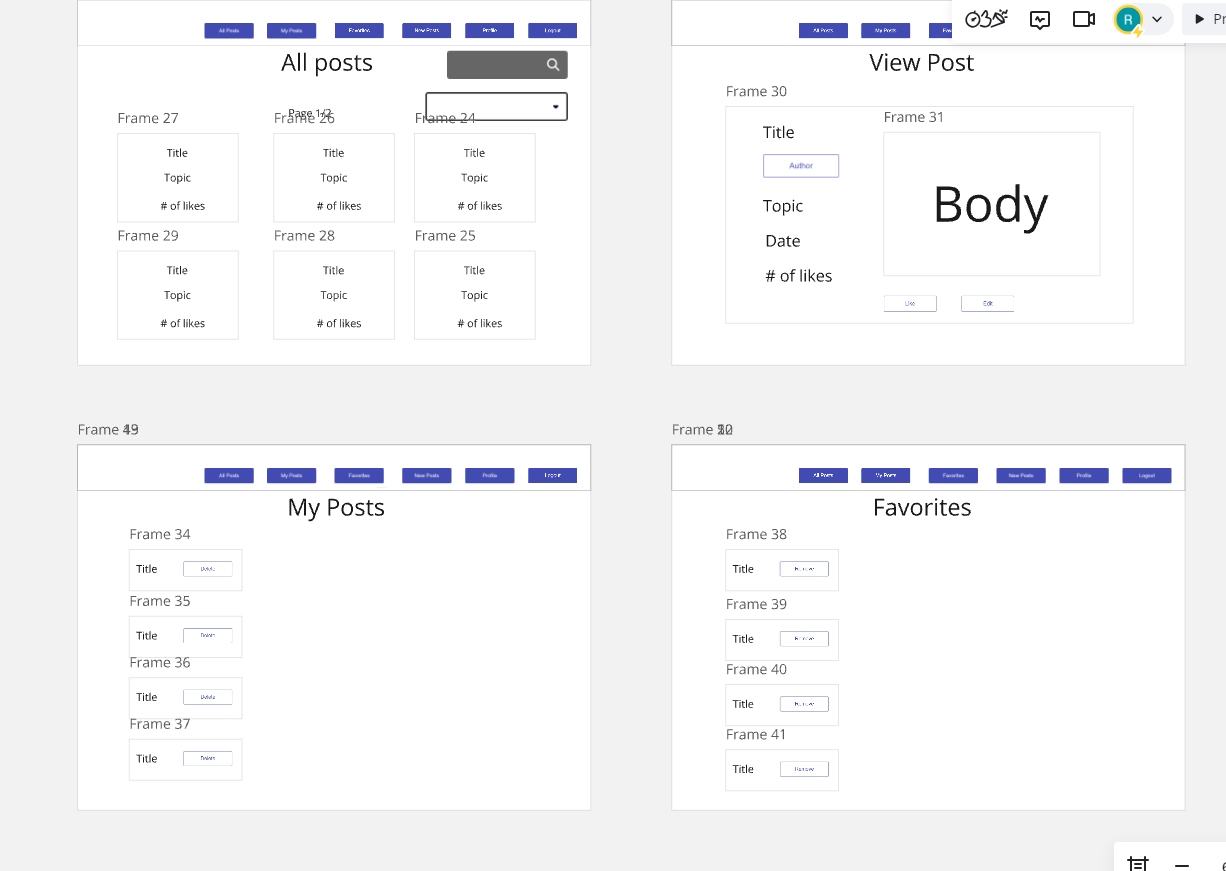 All Posts My Posts Favorites New Posts Profile Logout
All posts
Page 1/2
Frame 27 Frame 26 Frame 24
Title Title Title
Topic Topic Topic
# of likes # of likes # of likes
Frame 29 Frame 28 Frame 25
Title Title Title
Topic Topic Topic
# of likes # of likes # of likes
All Posts My Posts Fav
R Pr
View Post
Frame 30
Frame 31
Title
Author
Topic
Date
# of likes
Body
Like Edit
Frame
All Posts My Posts Favorites New Posts Profile Logout
My Posts
Frame 34
Title Delete
Frame 35
Title Delete
Frame 36
Title Delete
Frame 37
Title Delete
Frame
All Posts My Posts Favorites New Posts Profile Logout
Favorites
Frame 38
Title Remove
Frame 39
Title Remove
Frame 40
Title Remove
Frame 41
Title Remove